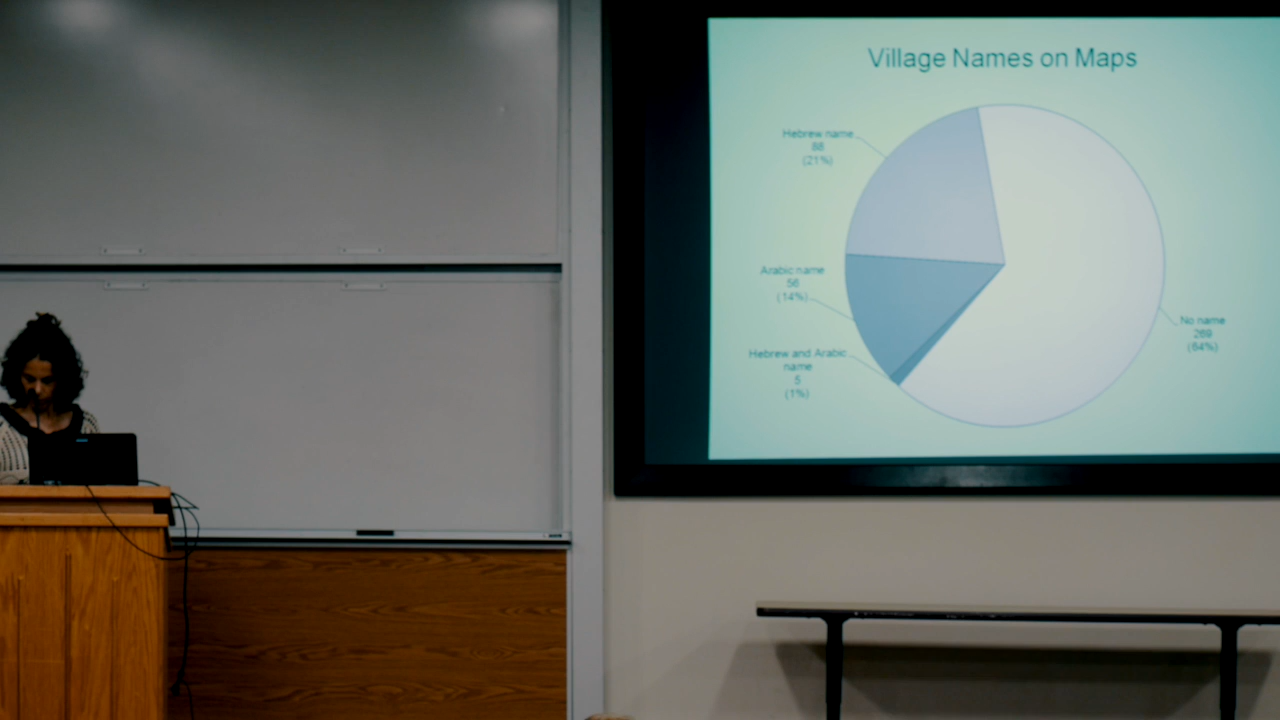 Village Names on Maps
Hebrew name
88
(21%)
Arabic name
56
(14%)
Hebrew and Arabic
name
5
(1%)
No name
269
(64%)